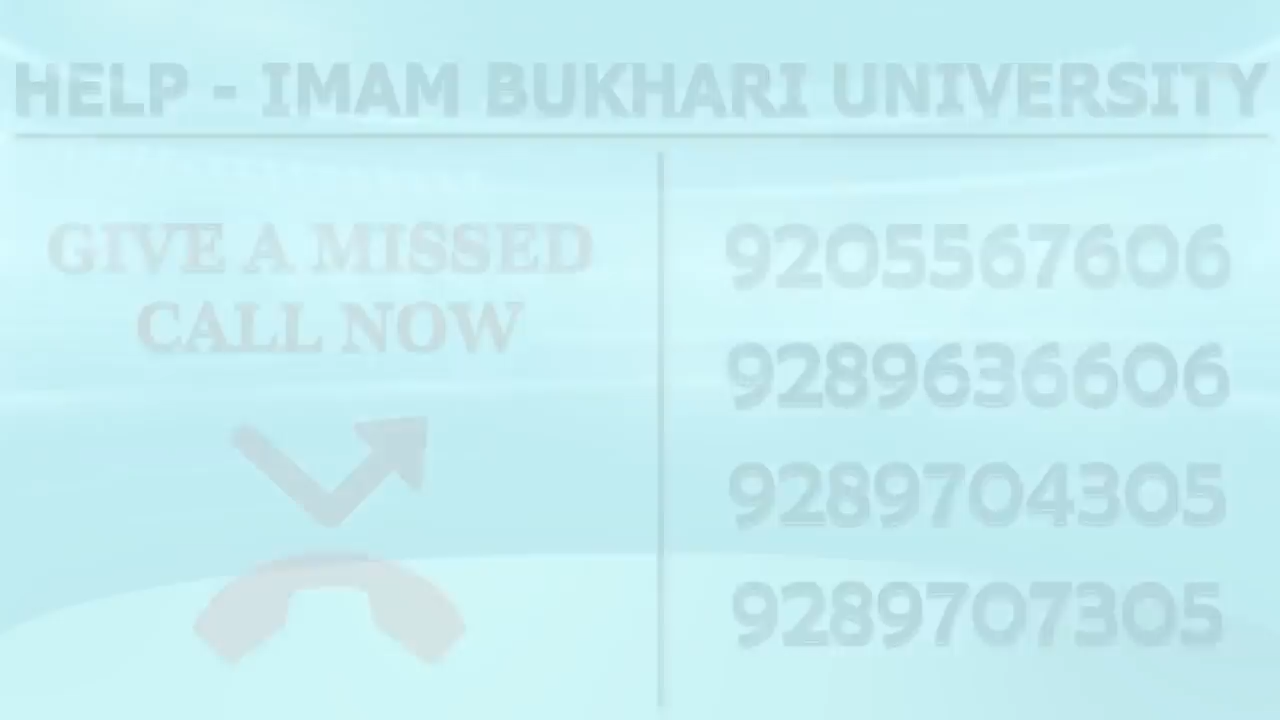 HELP - IMAM BUKHARI UNIVERSITY
GIVE A MISSED
CALL NOW
9205567606
9289636606
9289704305
9289707305